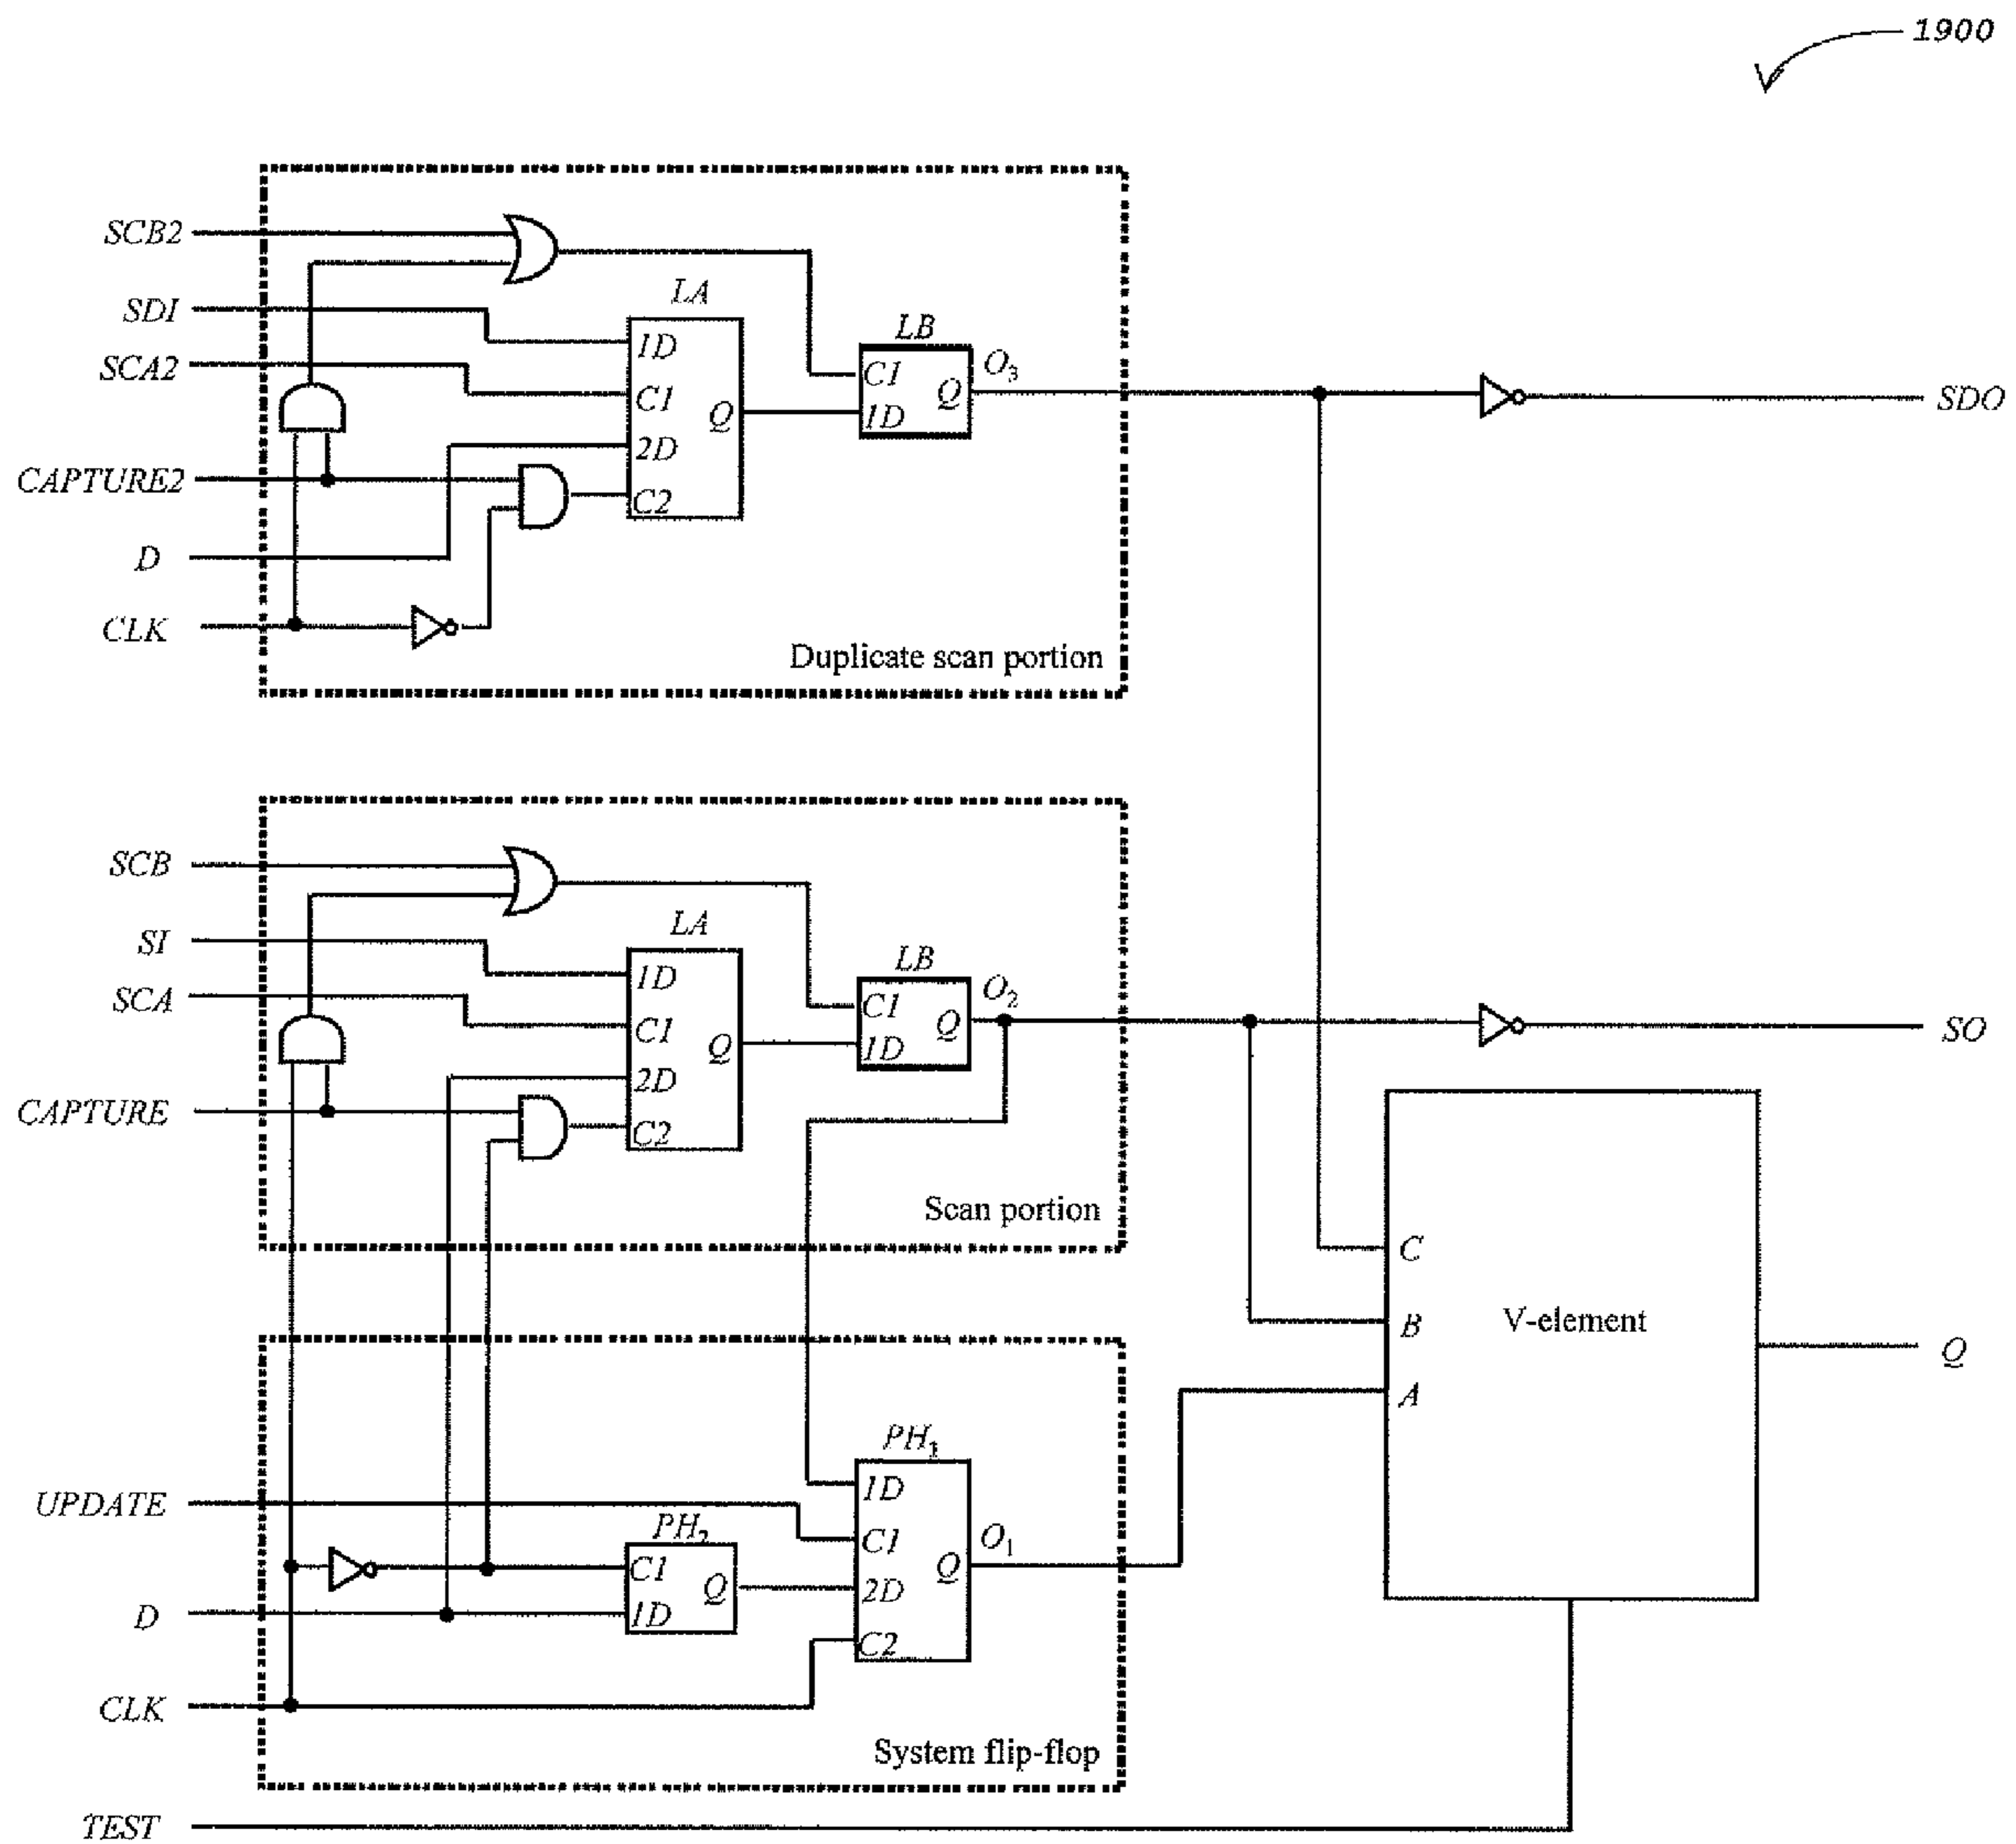 1900
SCB2
SDI
LA
LB
SCA2
1D
C1
O3
C1
Q
1D
Q
2D
SDO
CAPTURE2
C2
D
CLK
Duplicate scan portion
SCB
SI
LA
LB
SCA
1D
C1
O2
C1
Q
1D
Q
2D
SO
CAPTURE
C2
Scan portion
C
V-element
B
Q
A
PH1
1D
UPDATE
PH2
C1
O1
C1
Q
2D
Q
D
1D
C2
CLK
System flip-flop
TEST